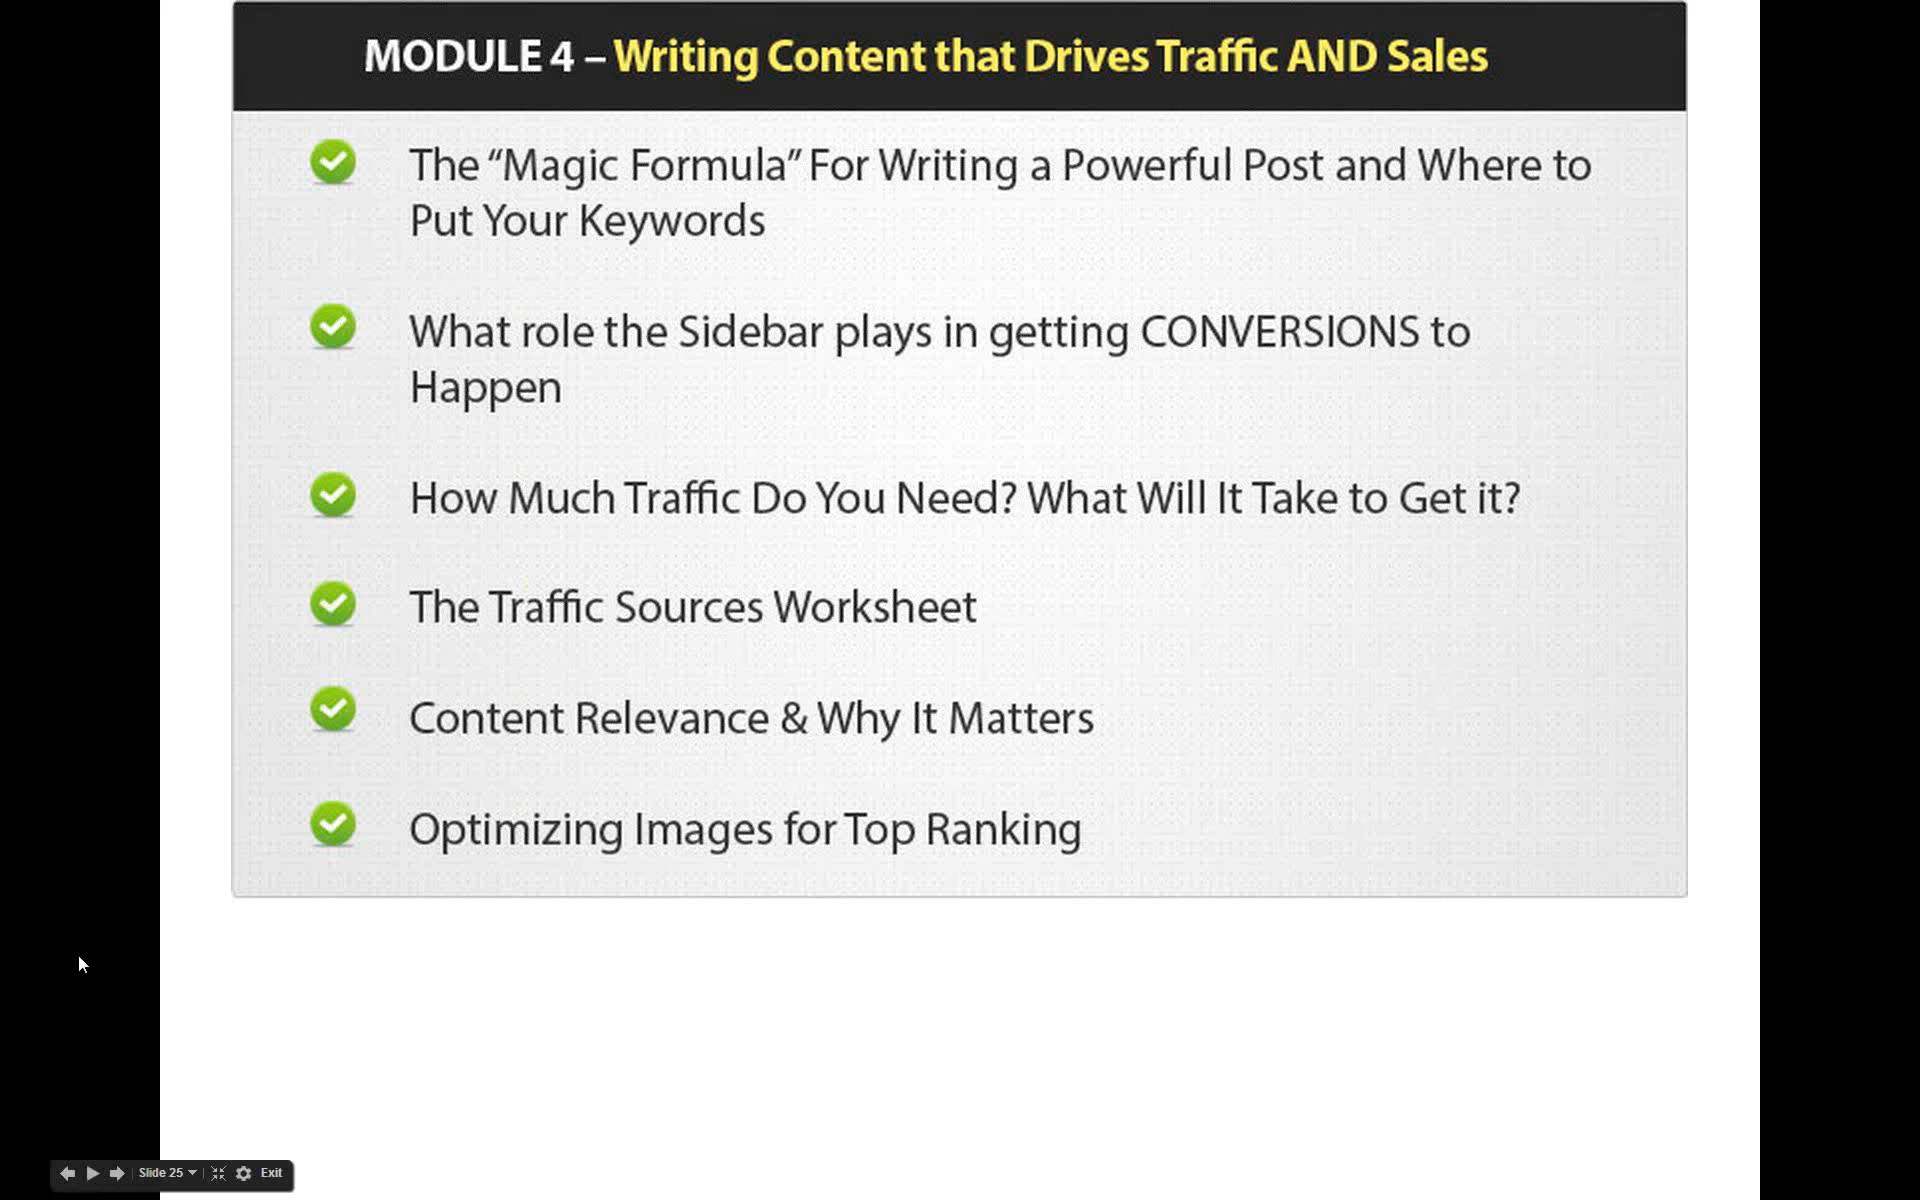 MODULE 4 – Writing Content that Drives Traffic AND Sales
The “Magic Formula” For Writing a Powerful Post and Where to
Put Your Keywords
What role the Sidebar plays in getting CONVERSIONS to
Happen
How Much Traffic Do You Need? What Will It Take to Get it?
The Traffic Sources Worksheet
Content Relevance & Why It Matters
Optimizing Images for Top Ranking
Slide 25 Exit